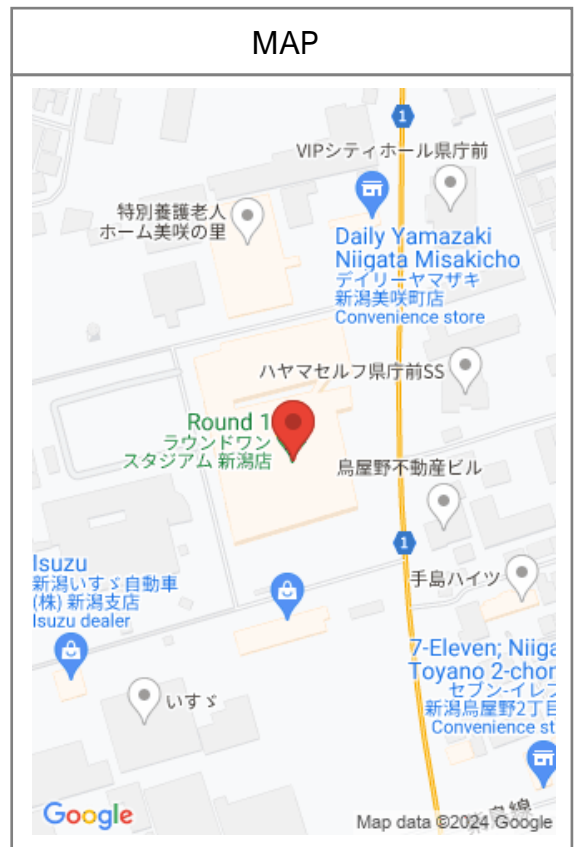 MAP
1
VIPシティホール県庁前
特別養護老人
ホーム美咲の里
Daily Yamazaki
Niigata Misakicho
デイリーヤマザキ
新潟美咲町店
Convenience store
ハヤマセルフ県庁前SS
Round 1
ラウンドワン
スタジアム 新潟店
鳥屋野不動産ビル
1
Isuzu
新潟いすゞ自動車
(株) 新潟支店
Isuzu dealer
手島ハイツ
7-Eleven; Niiga
Toyano 2-chor
セブン-イレブ
新潟鳥屋野2丁目
Convenience st
いすゞ
Google
Map data ©2024 Google